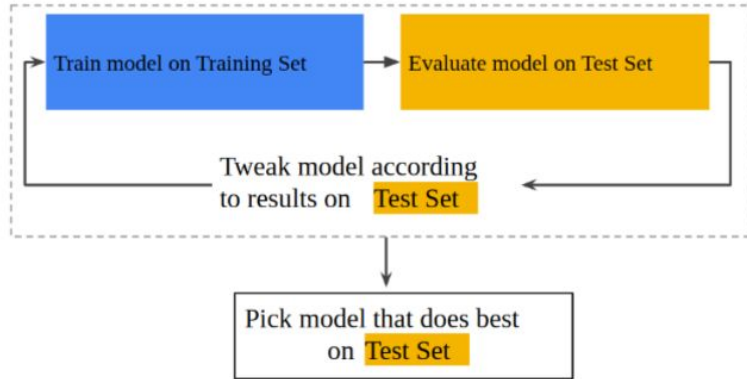 Train model on Training Set
Evaluate model on Test Set
Tweak model according
to results on Test Set
Pick model that does best
on Test Set